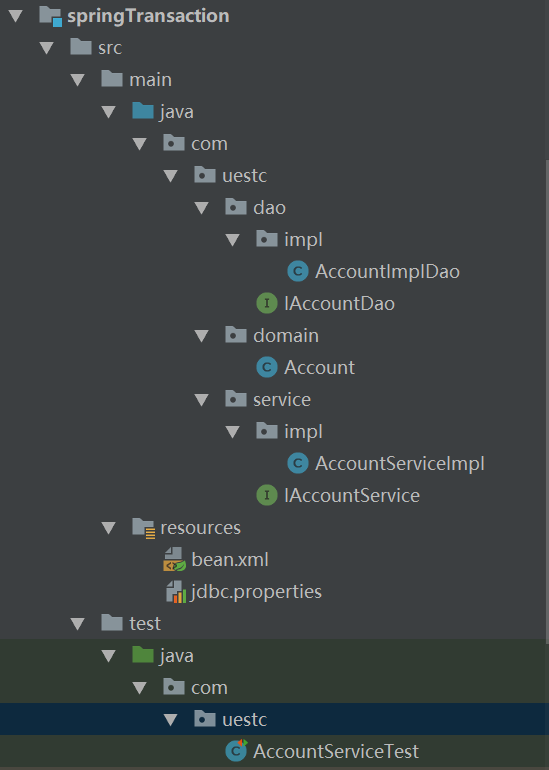 springTransaction
src
main
java
com
uestc
dao
impl
AccountImplDao
IAccountDao
domain
Account
service
impl
AccountServiceImpl
IAccountService
resources
bean.xml
jdbc.properties
test
java
com
uestc
AccountServiceTest